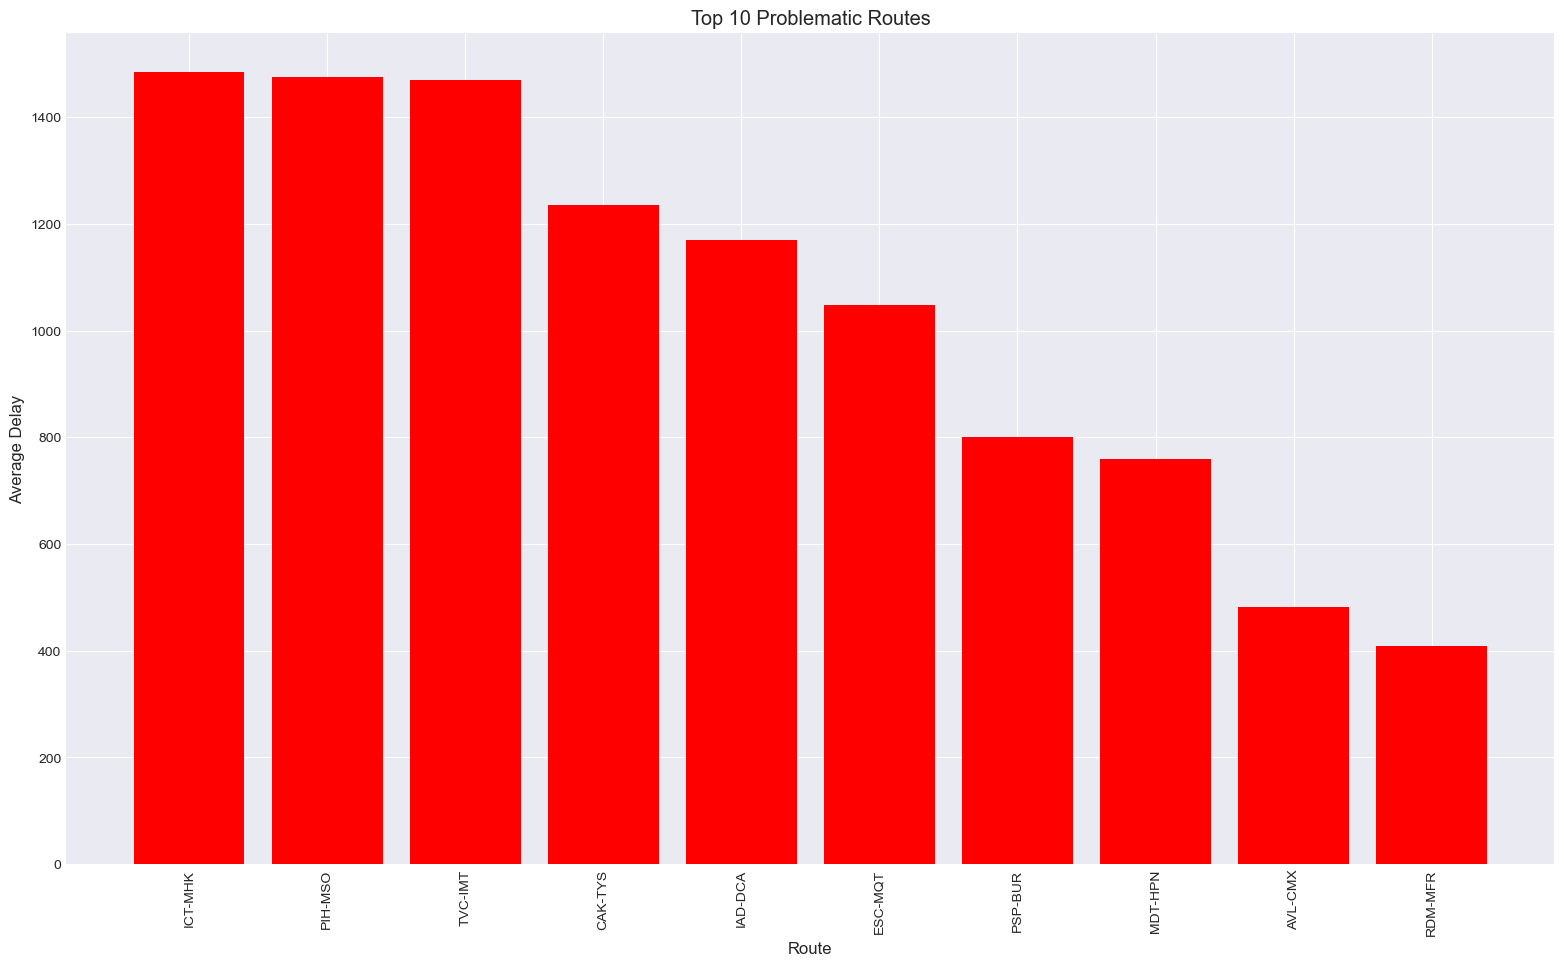 Top 10 Problematic Routes
Average Delay
1400
1200
1000
800
600
400
200
0
ICT-MHK
PIH-MSO
TVC-IMT
CAK-TYS
IAD-DCA
ESC-MQT
PSP-BUR
MDT-HPN
AVL-CMX
RDM-MFR
Route